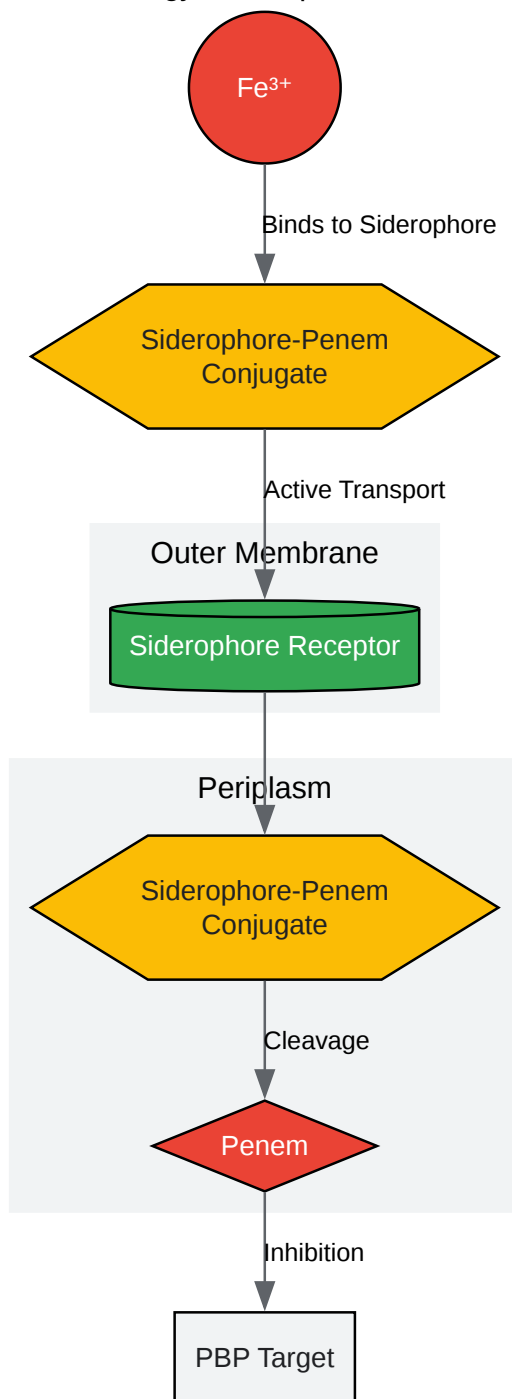 Fe³⁺
Binds to Siderophore
Siderophore-Penem
Conjugate
Active Transport
Outer Membrane
Siderophore Receptor
Periplasm
Siderophore-Penem
Conjugate
Cleavage
Penem
Inhibition
PBP Target